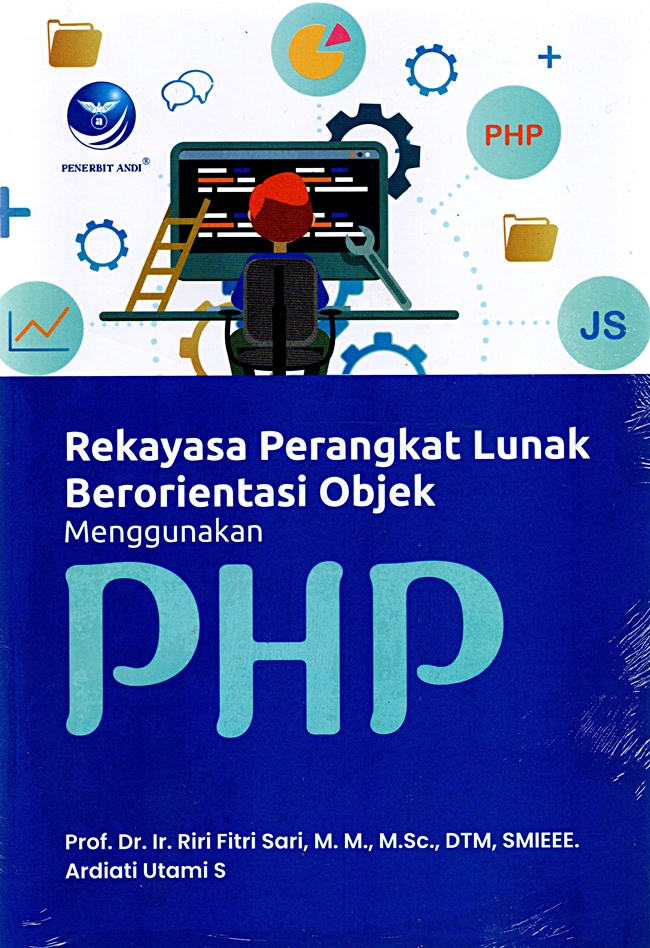 a
PENERBIT ANDI®
PHP
JS
Rekayasa Perangkat Lunak
Berorientasi Objek
Menggunakan
PHP
Prof. Dr. Ir. Riri Fitri Sari, M. M., M.Sc., DTM, SMIEEE.
Ardiati Utami S